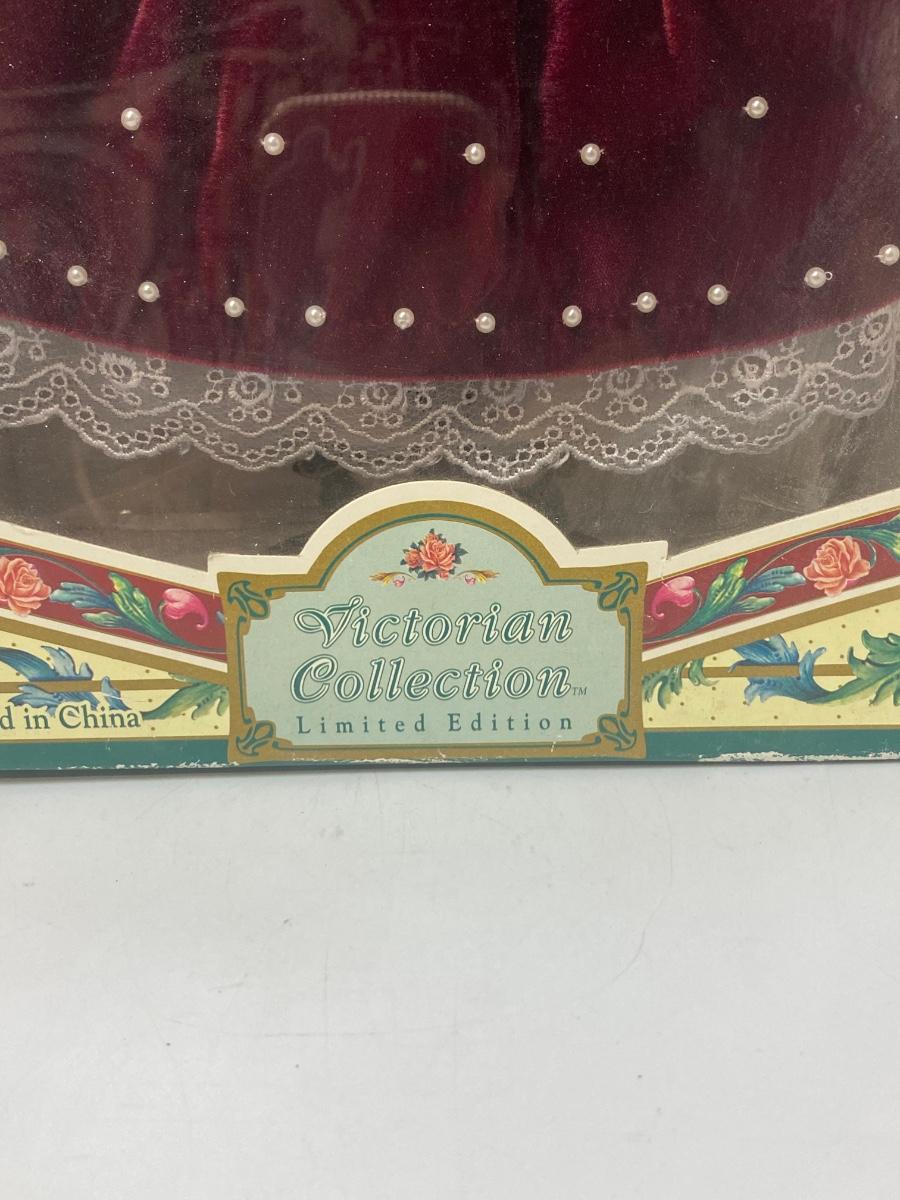 Victorian
Collection™
Limited Edition
d in China